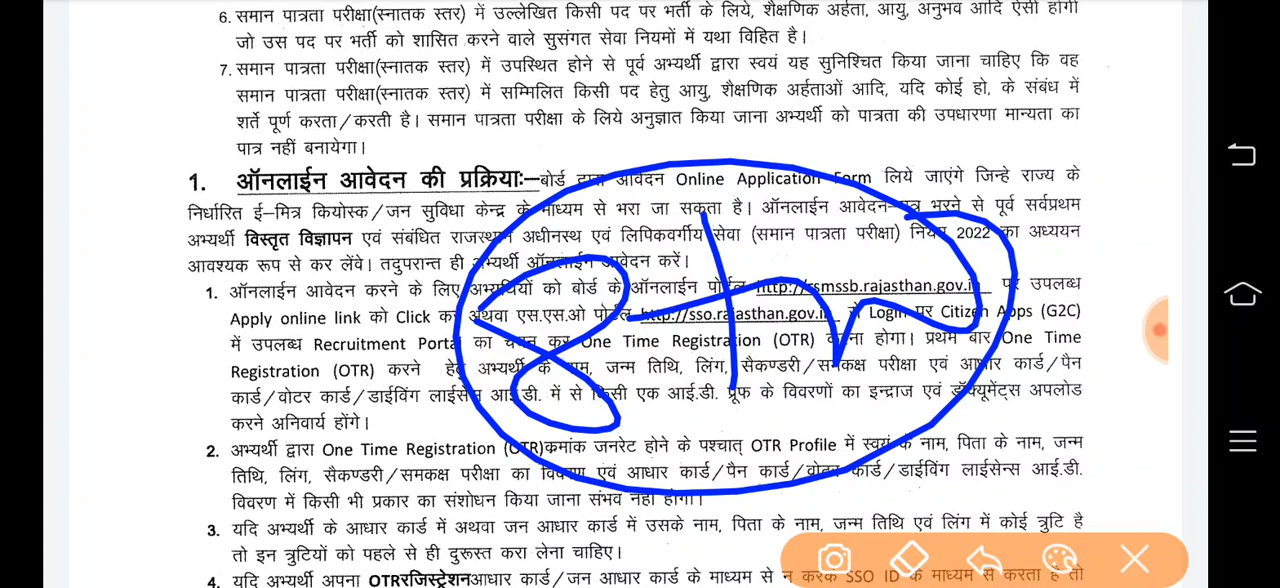 6. समान पात्रता परीक्षा(स्नातक स्तर) में उल्लेखित किसी पद पर भर्ती के लिये, शैक्षणिक अर्हता, आयु, अनुभव आदि ऐसी होगी
जो उस पद पर भर्ती को शासित करने वाले सुसंगत सेवा नियमों में यथा विहित है।
7. समान पात्रता परीक्षा(स्नातक स्तर) में उपस्थित होने से पूर्व अभ्यर्थी द्वारा स्वयं यह सुनिश्चित किया जाना चाहिए कि वह
समान पात्रता परीक्षा(स्नातक स्तर) में सम्मिलित किसी पद हेतु आयु, शैक्षणिक अर्हताओं आदि, यदि कोई हो, के संबंध में
शर्ते पूर्ण करता/करती है। समान पात्रता परीक्षा के लिये अनुज्ञात किया जाना अभ्यर्थी को पात्रता की उपधारणा मान्यता का
पात्र नहीं बनायेगा।
1. ऑनलाईन आवेदन की प्रक्रिया:–बोर्ड द्वारा आवेदन Online Application Form लिये जाएंगे जिन्हे राज्य के
निर्धारित ई-मित्र कियोस्क/जन सुविधा केन्द्र के माध्यम से भरा जा सकता है। ऑनलाईन आवेदन-पत्र भरने से पूर्व सर्वप्रथम
अभ्यर्थी विस्तृत विज्ञापन एवं संबंधित राजस्थान अधीनस्थ एवं लिपिकवर्गीय सेवा (समान पात्रता परीक्षा) नियम 2022 का अध्ययन
आवश्यक रूप से कर लेंवे। तदुपरान्त ही अभ्यर्थी ऑनलाईन आवेदन करें।
1. ऑनलाईन आवेदन करने के लिए अभ्यर्थियों को बोर्ड के ऑनलाईन पोर्टल http://rsmssb.rajasthan.gov.in पर उपलब्ध
Apply online link को Click कर अथवा एस.एस.ओ पोर्टल http://sso.rajasthan.gov.in से Login पर Citizen Apps (G2C)
में उपलब्ध Recruitment Portal का चयन कर One Time Registration (OTR) करना होगा। प्रथम बार One Time
Registration (OTR) करने हेतु अभ्यर्थी के नाम, जन्म तिथि, लिंग, सैकण्डरी/समकक्ष परीक्षा एवं आधार कार्ड/पैन
कार्ड/वोटर कार्ड/डाईविंग लाईसेन्स आई.डी. में से किसी एक आई.डी. प्रूफ के विवरणों का इन्द्राज एवं डॉक्यूमेंट्स अपलोड
करने अनिवार्य होंगे।
2. अभ्यर्थी द्वारा One Time Registration (OTR)क्रमांक जनरेट होने के पश्चात् OTR Profile में स्वयं के नाम, पिता के नाम, जन्म
तिथि, लिंग, सैकण्डरी/समकक्ष परीक्षा का विवरण एवं आधार कार्ड/पैन कार्ड/वोटर कार्ड/डाईविंग लाईसेन्स आई.डी.
विवरण में किसी भी प्रकार का संशोधन किया जाना संभव नहीं होगा।
3. यदि अभ्यर्थी के आधार कार्ड में अथवा जन आधार कार्ड में उसके नाम, पिता के नाम, जन्म तिथि एवं लिंग में कोई त्रुटि है
तो इन त्रुटियों को पहले से ही दुरूस्त करा लेना चाहिए।
4. यदि अभ्यर्थी अपना OTRरजिस्ट्रेशनआधार कार्ड/जन आधार कार्ड के माध्यम से न करके SSO ID के माध्यम से करता है तो